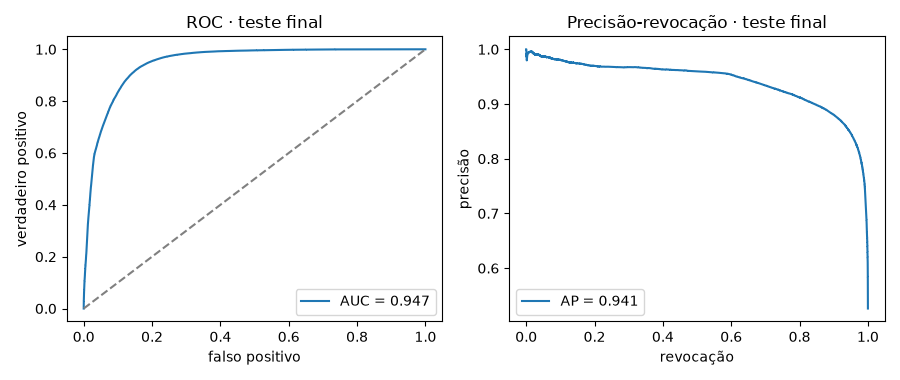 ROC · teste final
1.0
0.8
0.6
0.4
0.2
0.0
verdadeiro positivo
0.0 0.2 0.4 0.6 0.8 1.0
falso positivo
AUC = 0.947
Precisão-revocação · teste final
1.0
0.9
0.8
0.7
0.6
precisão
0.0 0.2 0.4 0.6 0.8 1.0
revocação
AP = 0.941